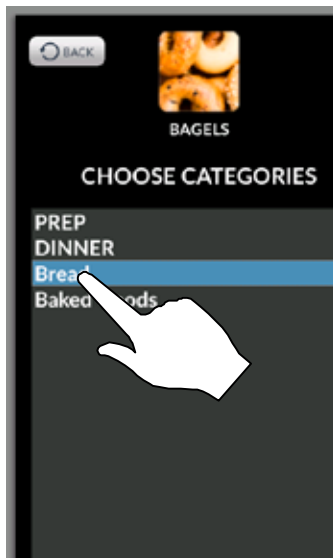 BACK
BAGELS
CHOOSE CATEGORIES
PREP
DINNER
Bread
Baked